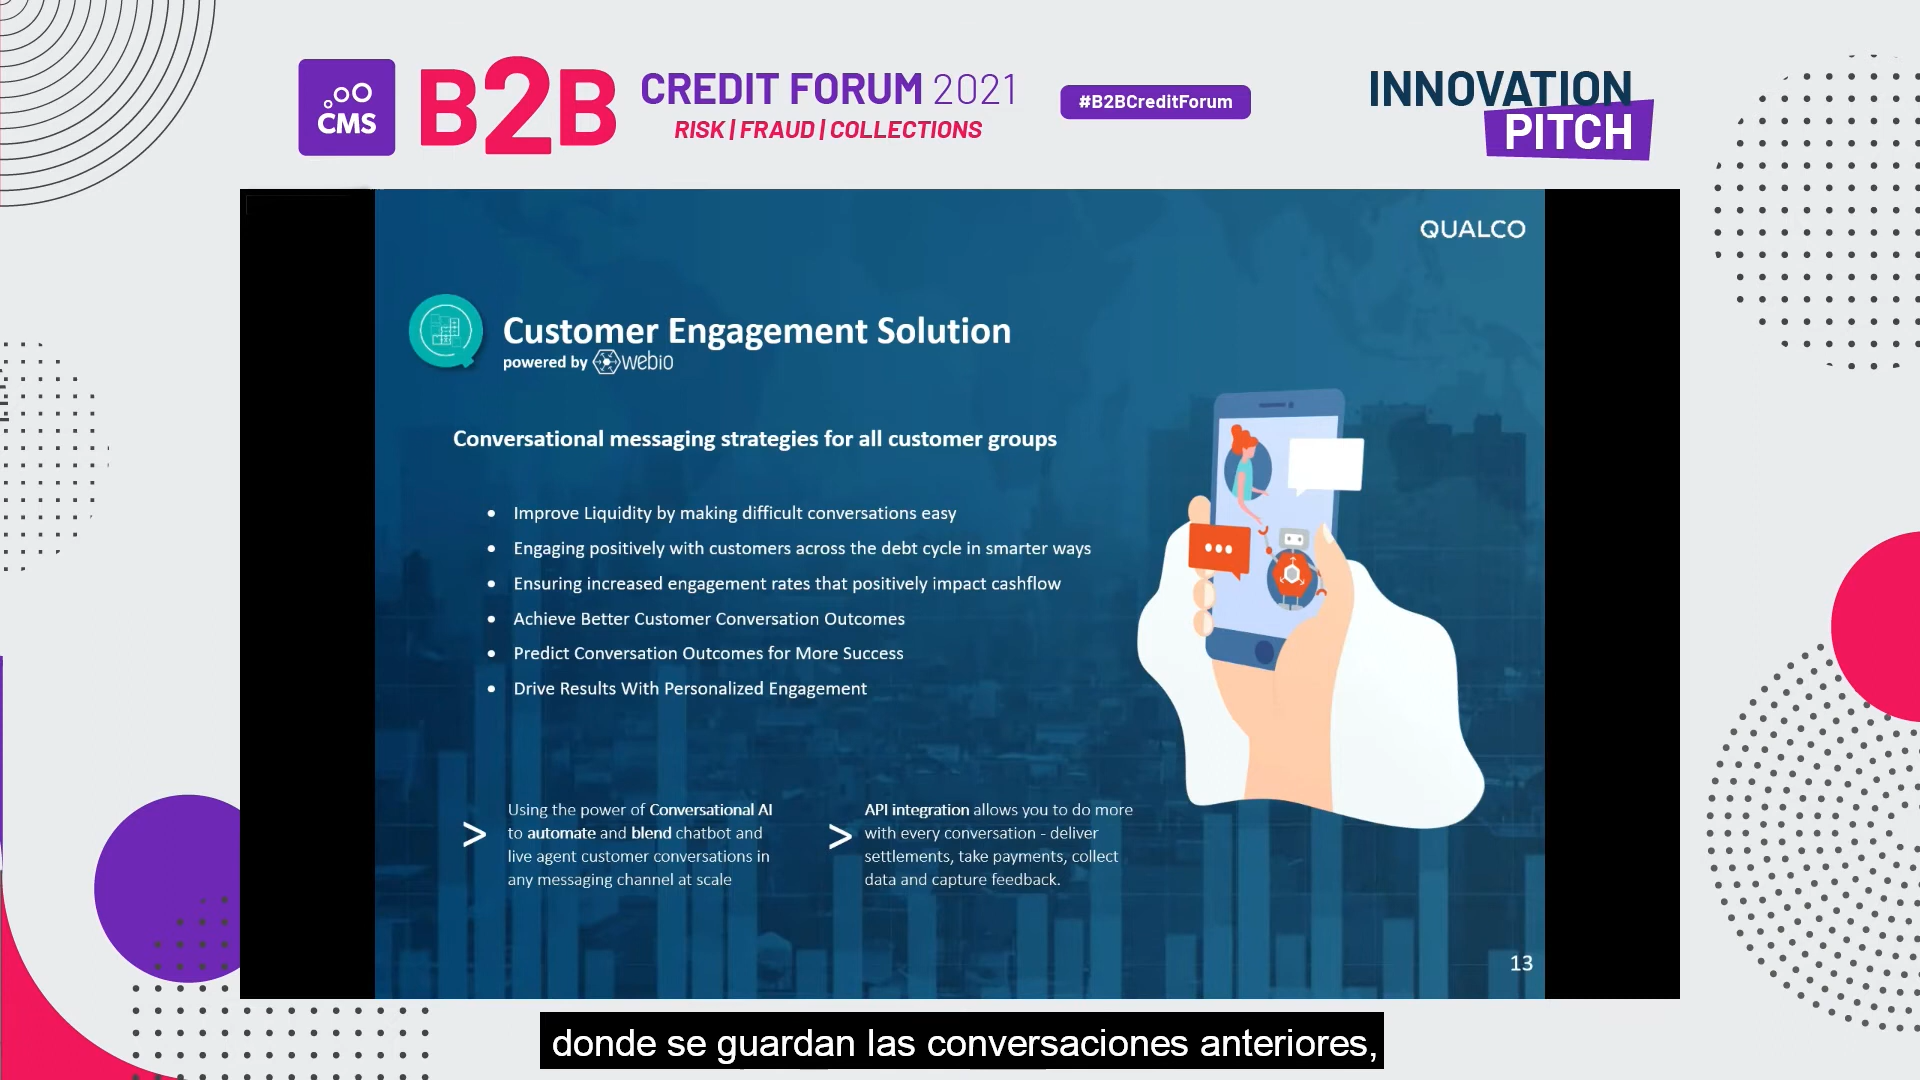 CMS
B2B
CREDIT FORUM 2021
RISK | FRAUD | COLLECTIONS
#B2BCreditForum
INNOVATION
PITCH
QUALCO
Customer Engagement Solution
powered by webio
Conversational messaging strategies for all customer groups
• Improve Liquidity by making difficult conversations easy
• Engaging positively with customers across the debt cycle in smarter ways
• Ensuring increased engagement rates that positively impact cashflow
• Achieve Better Customer Conversation Outcomes
• Predict Conversation Outcomes for More Success
• Drive Results With Personalized Engagement
> Using the power of Conversational AI
to automate and blend chatbot and
live agent customer conversations in
any messaging channel at scale
> API integration allows you to do more
with every conversation - deliver
settlements, take payments, collect
data and capture feedback.
13
donde se guardan las conversaciones anteriores,